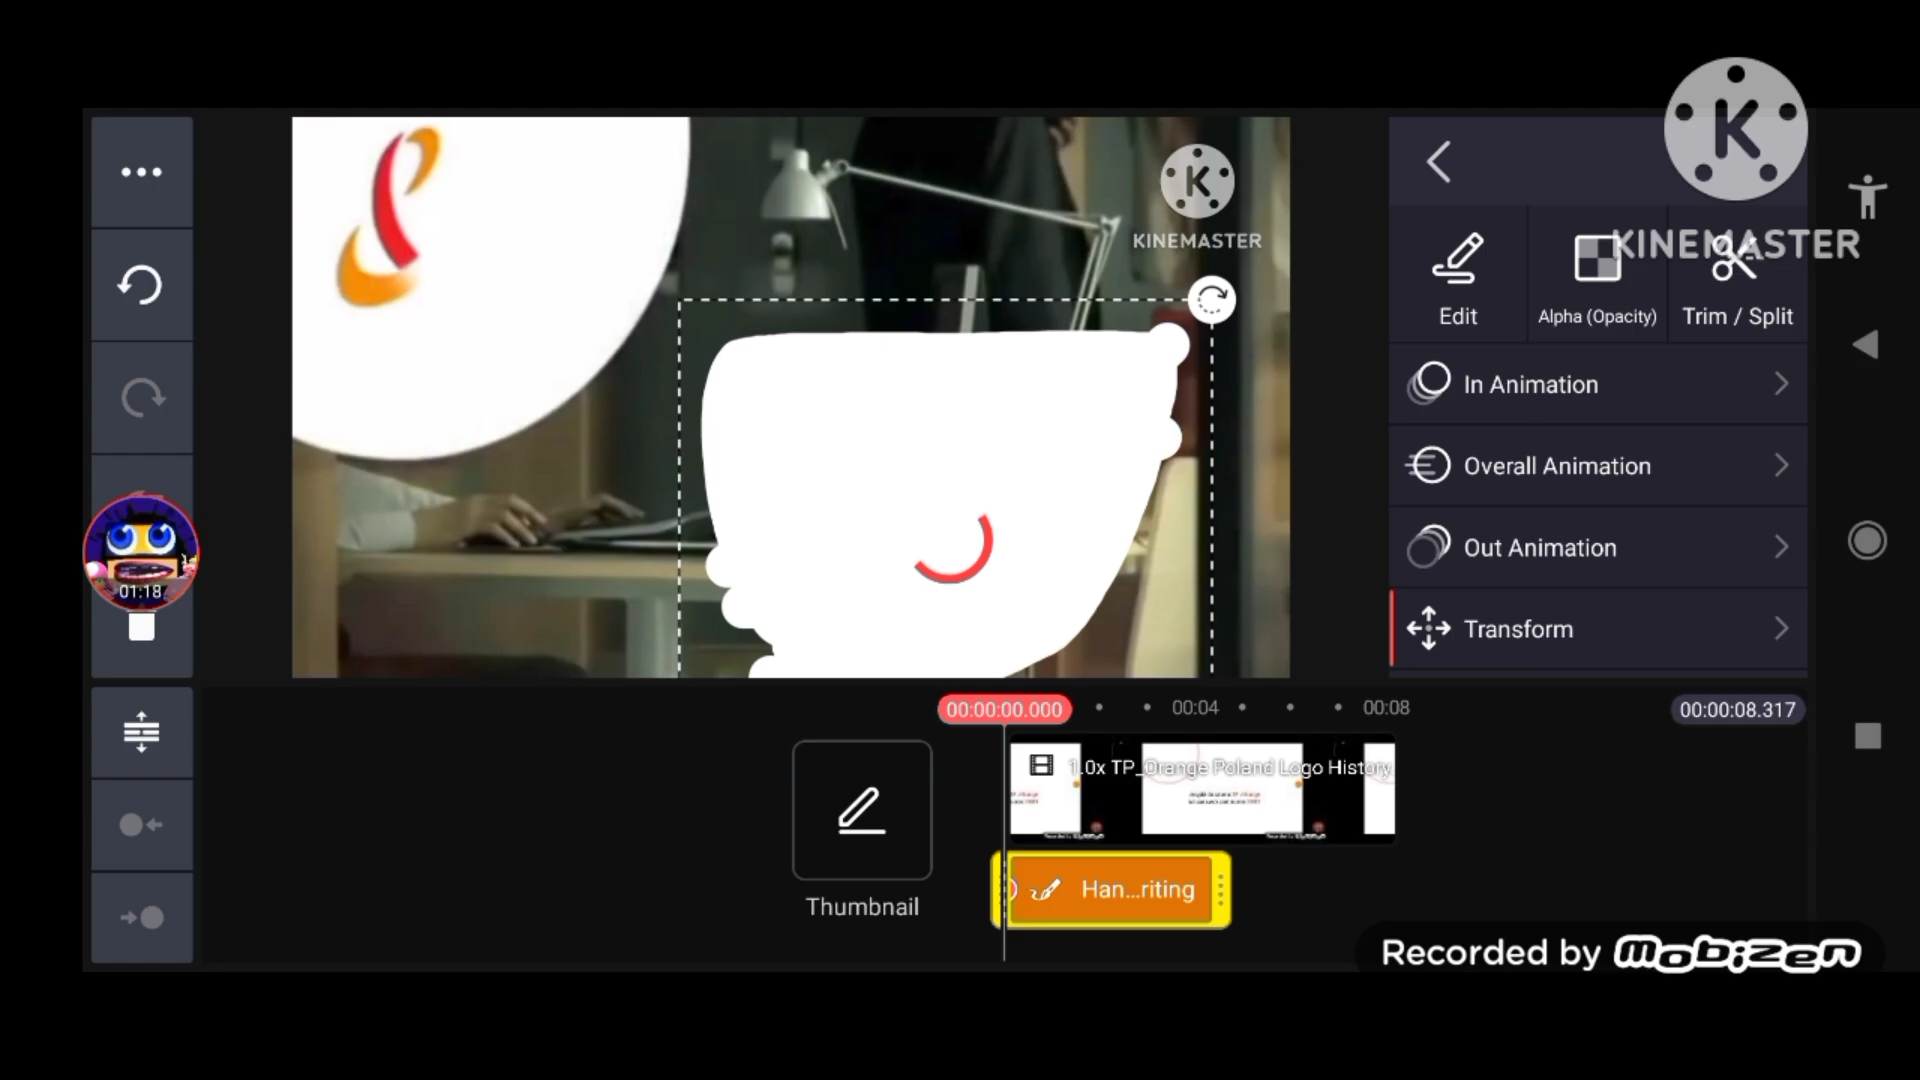 K
KINEMASTER
K
KINEMASTER
Edit
Alpha (Opacity)
Trim / Split
In Animation
Overall Animation
Out Animation
Transform
01:18
00:00:00.000
00:04
00:08
00:00:08.317
1.0x TP_Orange Poland Logo History
Thumbnail
Han...riting
Recorded by mobizen